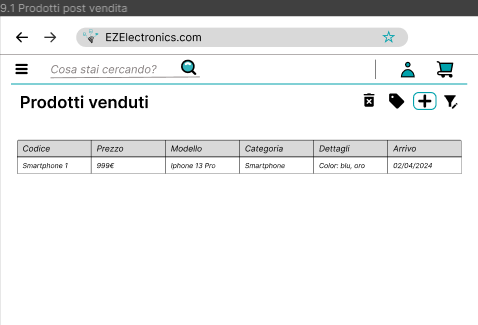 9.1 Prodotti post vendita
EZElectronics.com
Cosa stai cercando?
Prodotti venduti
Codice Prezzo Modello Categoria Dettagli Arrivo
Smartphone 1 999€ Iphone 13 Pro Smartphone Color: blu, oro 02/04/2024